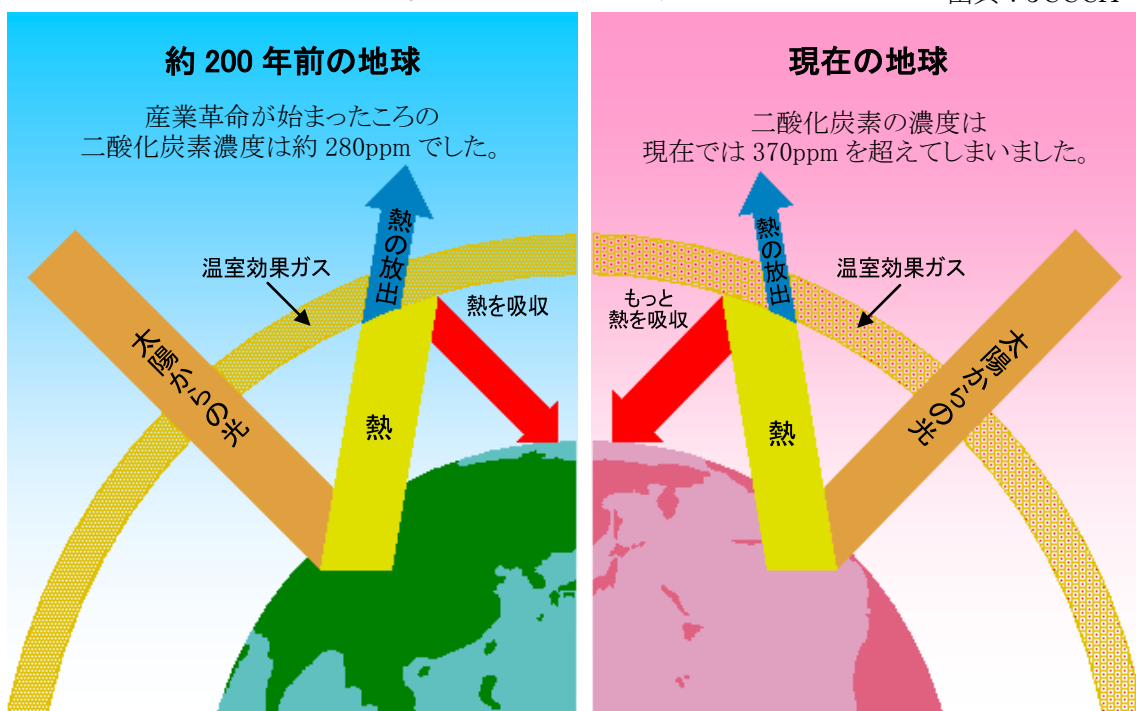 約 200 年前の地球
産業革命が始まったころの
二酸化炭素濃度は約 280ppm でした。
熱の放出
温室効果ガス
熱を吸収
太陽からの光
熱
現在の地球
二酸化炭素の濃度は
現在では 370ppm を超えてしまいました。
熱の放出
温室効果ガス
もっと
熱を吸収
太陽からの光
熱